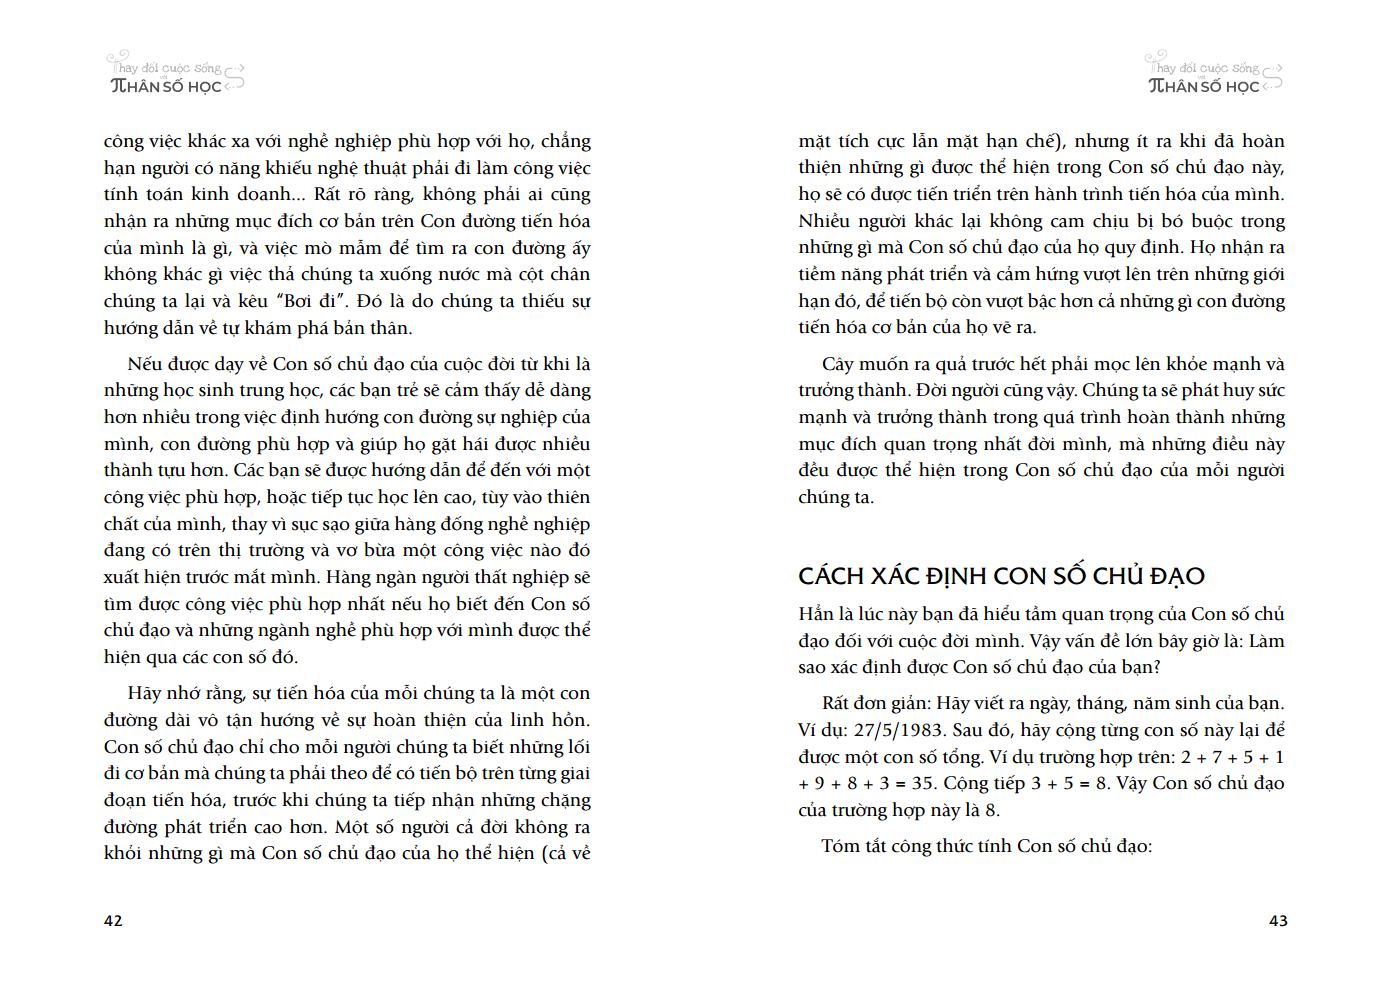 Thay đổi cuộc sống
với
NHÂN SỐ HỌC
công việc khác xa với nghề nghiệp phù hợp với họ, chẳng
hạn người có năng khiếu nghệ thuật phải đi làm công việc
tính toán kinh doanh... Rất rõ ràng, không phải ai cũng
nhận ra những mục đích cơ bản trên Con đường tiến hóa
của mình là gì, và việc mò mẫm để tìm ra con đường ấy
không khác gì việc thả chúng ta xuống nước mà cột chân
chúng ta lại và kêu “Bơi đi”. Đó là do chúng ta thiếu sự
hướng dẫn về tự khám phá bản thân.
Nếu được dạy về Con số chủ đạo của cuộc đời từ khi là
những học sinh trung học, các bạn trẻ sẽ cảm thấy dễ dàng
hơn nhiều trong việc định hướng con đường sự nghiệp của
mình, con đường phù hợp và giúp họ gặt hái được nhiều
thành tựu hơn. Các bạn sẽ được hướng dẫn để đến với một
công việc phù hợp, hoặc tiếp tục học lên cao, tùy vào thiên
chất của mình, thay vì sục sạo giữa hàng đống nghề nghiệp
đang có trên thị trường và vơ bừa một công việc nào đó
xuất hiện trước mắt mình. Hàng ngàn người thất nghiệp sẽ
tìm được công việc phù hợp nhất nếu họ biết đến Con số
chủ đạo và những ngành nghề phù hợp với mình được thể
hiện qua các con số đó.
Hãy nhớ rằng, sự tiến hóa của mỗi chúng ta là một con
đường dài vô tận hướng về sự hoàn thiện của linh hồn.
Con số chủ đạo chỉ cho mỗi người chúng ta biết những lối
đi cơ bản mà chúng ta phải theo để có tiến bộ trên từng giai
đoạn tiến hóa, trước khi chúng ta tiếp nhận những chặng
đường phát triển cao hơn. Một số người cả đời không ra
khỏi những gì mà Con số chủ đạo của họ thể hiện (cả về
42
Thay đổi cuộc sống
với
NHÂN SỐ HỌC
mặt tích cực lẫn mặt hạn chế), nhưng ít ra khi đã hoàn
thiện những gì được thể hiện trong Con số chủ đạo này,
họ sẽ có được tiến triển trên hành trình tiến hóa của mình.
Nhiều người khác lại không cam chịu bị bó buộc trong
những gì mà Con số chủ đạo của họ quy định. Họ nhận ra
tiềm năng phát triển và cảm hứng vượt lên trên những giới
hạn đó, để tiến bộ còn vượt bậc hơn cả những gì con đường
tiến hóa cơ bản của họ vẽ ra.
Cây muốn ra quả trước hết phải mọc lên khỏe mạnh và
trưởng thành. Đời người cũng vậy. Chúng ta sẽ phát huy sức
mạnh và trưởng thành trong quá trình hoàn thành những
mục đích quan trọng nhất đời mình, mà những điều này
đều được thể hiện trong Con số chủ đạo của mỗi người
chúng ta.
CÁCH XÁC ĐỊNH CON SỐ CHỦ ĐẠO
Hẳn là lúc này bạn đã hiểu tầm quan trọng của Con số chủ
đạo đối với cuộc đời mình. Vậy vấn đề lớn bây giờ là: Làm
sao xác định được Con số chủ đạo của bạn?
Rất đơn giản: Hãy viết ra ngày, tháng, năm sinh của bạn.
Ví dụ: 27/5/1983. Sau đó, hãy cộng từng con số này lại để
được một con số tổng. Ví dụ trường hợp trên: 2 + 7 + 5 + 1
+ 9 + 8 + 3 = 35. Cộng tiếp 3 + 5 = 8. Vậy Con số chủ đạo
của trường hợp này là 8.
Tóm tắt công thức tính Con số chủ đạo:
43